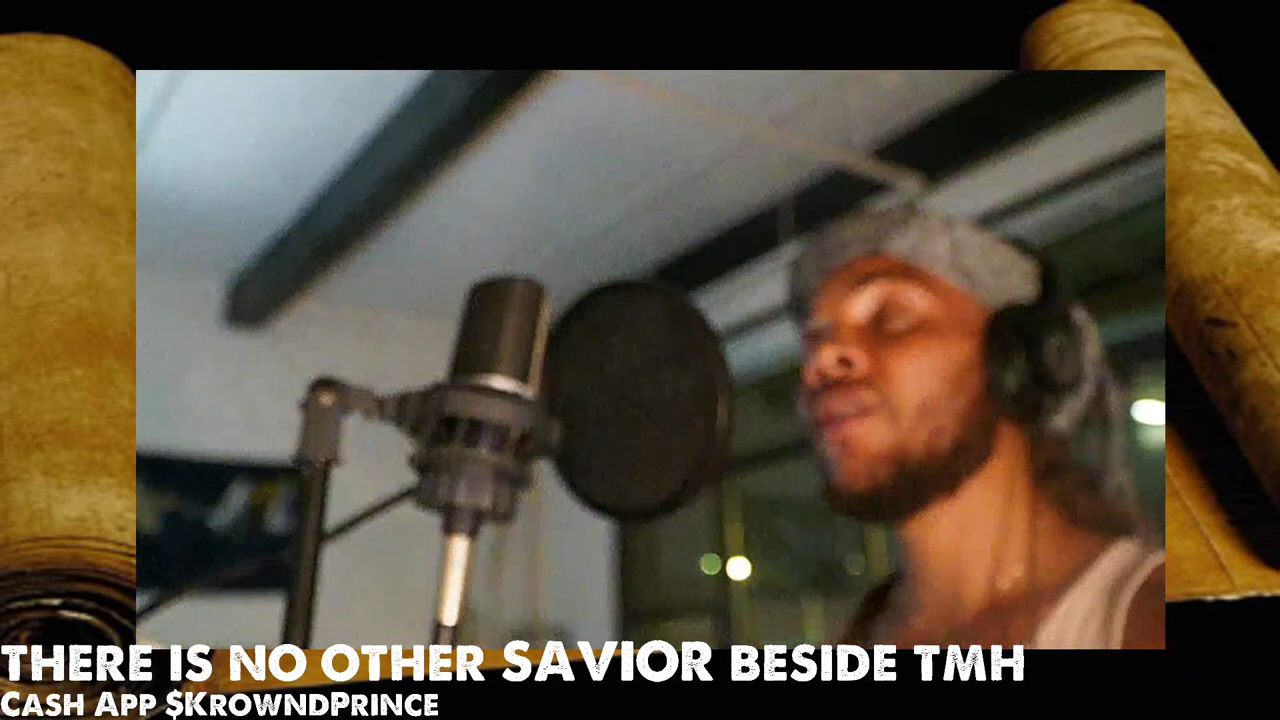 THERE IS NO OTHER SAVIOR BESIDE TMH
CASH APP $KROWNDPRINCE